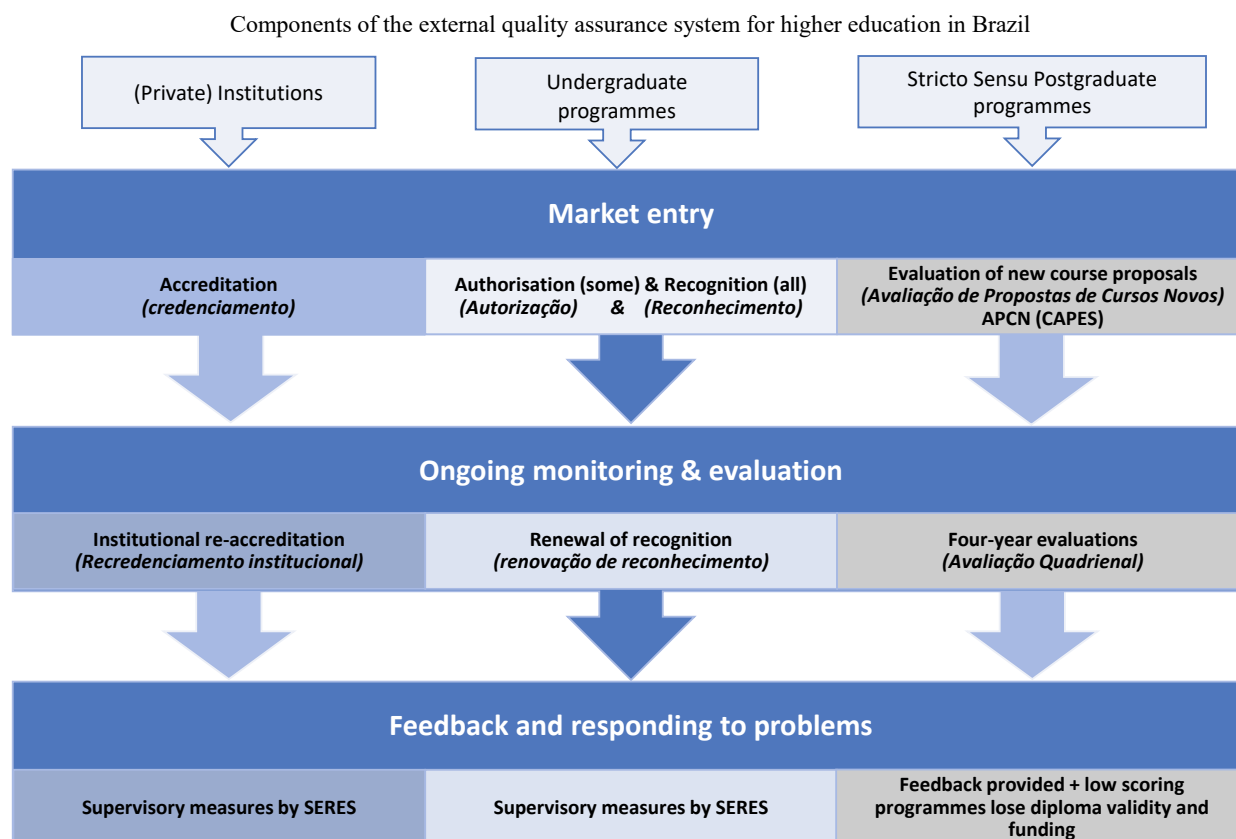 Components of the external quality assurance system for higher education in Brazil
(Private) Institutions
Undergraduate
programmes
Stricto Sensu Postgraduate
programmes
Market entry
Accreditation
(credenciamento)
Authorisation (some) & Recognition (all)
(Autorização) & (Reconhecimento)
Evaluation of new course proposals
(Avaliação de Propostas de Cursos Novos)
APCN (CAPES)
Ongoing monitoring & evaluation
Institutional re-accreditation
(Recredenciamento institucional)
Renewal of recognition
(renovação de reconhecimento)
Four-year evaluations
(Avaliação Quadrienal)
Feedback and responding to problems
Supervisory measures by SERES
Supervisory measures by SERES
Feedback provided + low scoring
programmes lose diploma validity and
funding